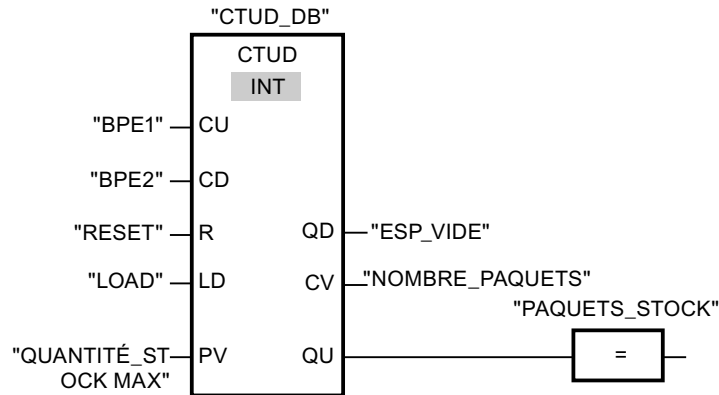 "CTUD_DB"
CTUD
INT
"BPE1" CU
"BPE2" CD
"RESET" R QD "ESP_VIDE"
"LOAD" LD CV "NOMBRE_PAQUETS"
"PAQUETS_STOCK"
"QUANTITÉ_ST PV QU =
OCK MAX"